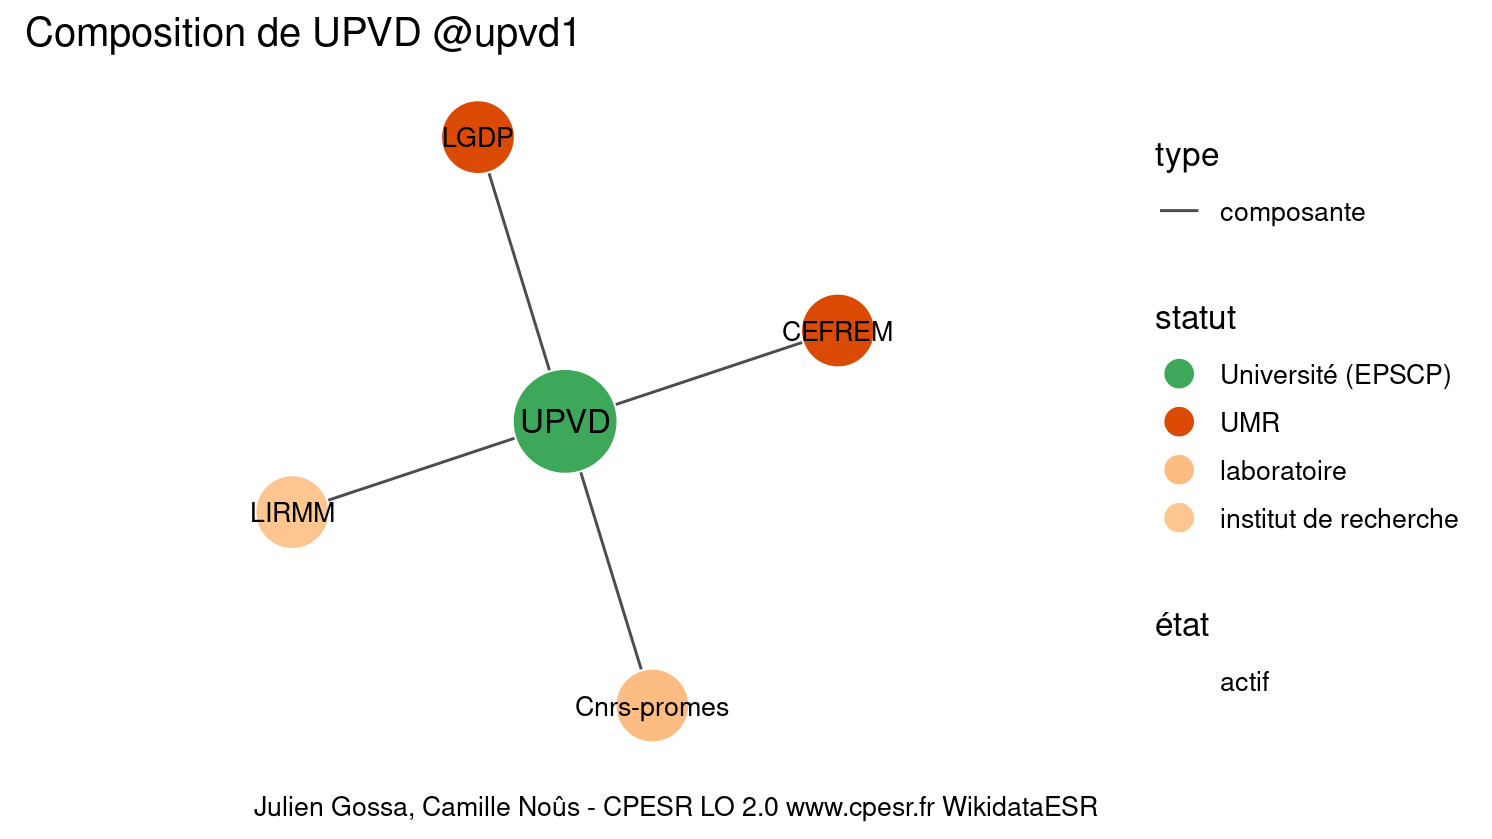 Composition de UPVD @upvd1
LGDP
CEFREM
UPVD
LIRMM
Cnrs-promes
type
composante
statut
Université (EPSCP)
UMR
laboratoire
institut de recherche
état
actif
Julien Gossa, Camille Noûs - CPESR LO 2.0 www.cpesr.fr WikidataESR